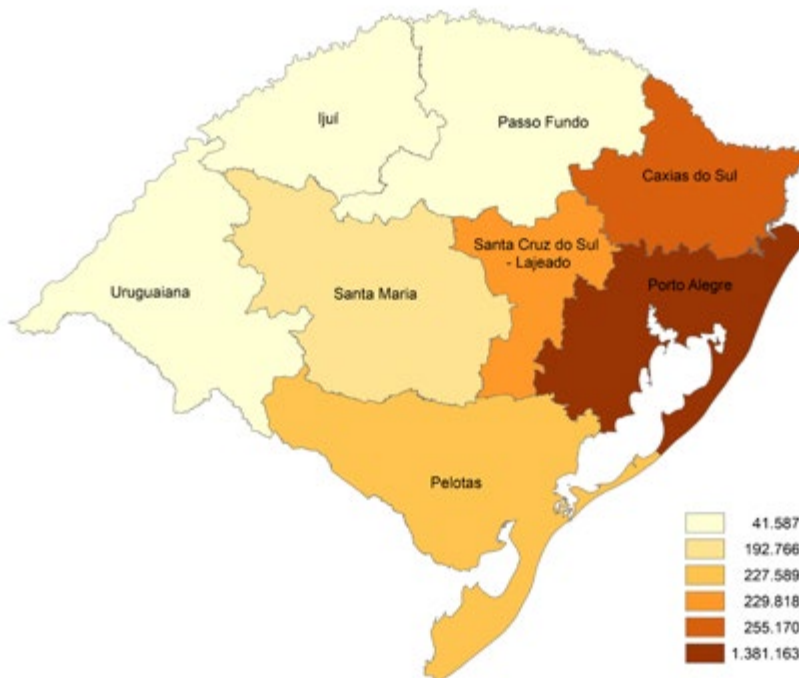 Ijuí
Passo Fundo
Caxias do Sul
Santa Cruz do Sul
- Lajeado
Uruguaiana
Santa Maria
Porto Alegre
Pelotas
41.587
192.766
227.589
229.818
255.170
1.381.163